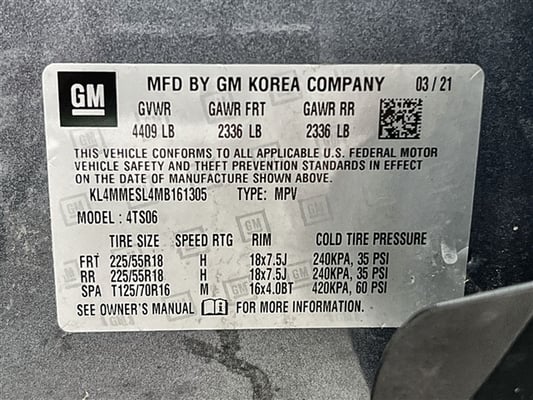 GM MFD BY GM KOREA COMPANY 03/21
GVWR GAWR FRT GAWR RR
4409 LB 2336 LB 2336 LB
THIS VEHICLE CONFORMS TO ALL APPLICABLE U.S. FEDERAL MOTOR
VEHICLE SAFETY AND THEFT PREVENTION STANDARDS IN EFFECT
ON THE DATE OF MANUFACTURE SHOWN ABOVE.
KL4MMESL4MB161305 TYPE: MPV
MODEL: 4TS06
TIRE SIZE SPEED RTG RIM COLD TIRE PRESSURE
FRT 225/55R18 H 18x7.5J 240KPA, 35 PSI
RR 225/55R18 H 18x7.5J 240KPA, 35 PSI
SPA T125/70R16 M 16x4.0BT 420KPA, 60 PSI
SEE OWNER'S MANUAL FOR MORE INFORMATION